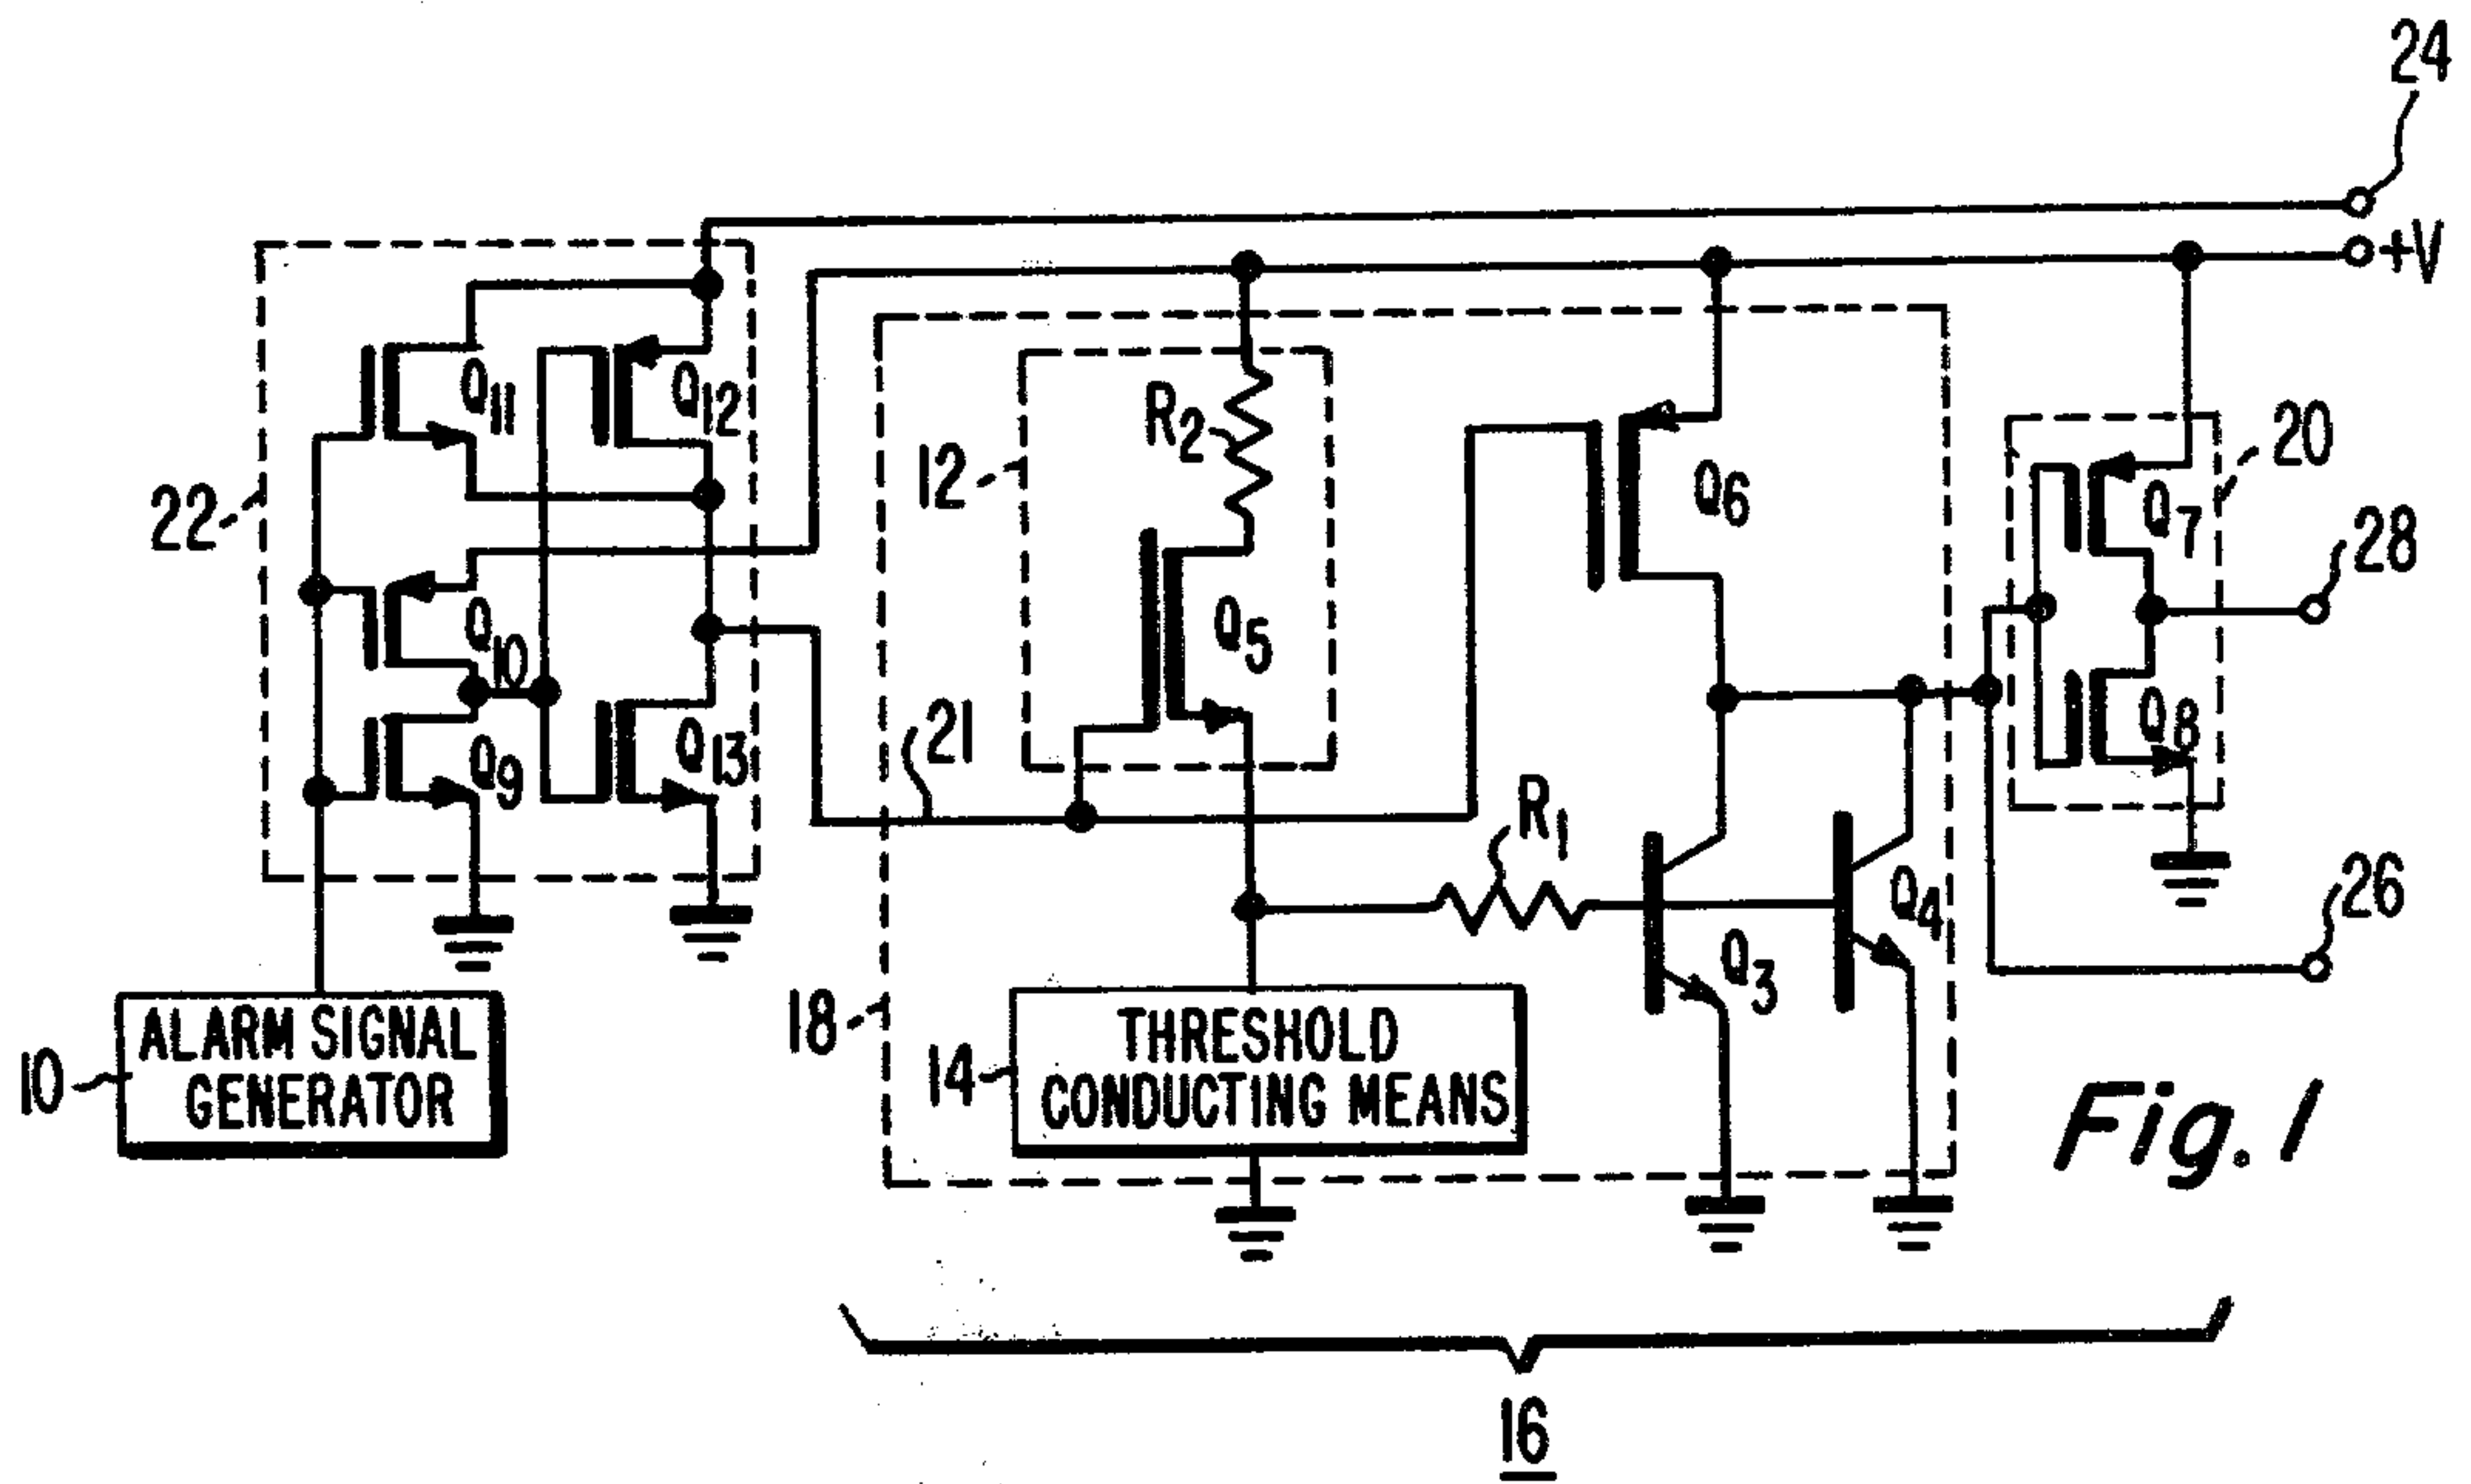 24
+V
Q11
Q12
R2
12
Q6
20
Q7
28
22
Q10
Q5
Q8
Q9
Q13
21
R1
Q4
26
Q3
18
ALARM SIGNAL
GENERATOR
10
14
THRESHOLD
CONDUCTING MEANS
Fig. 1
16